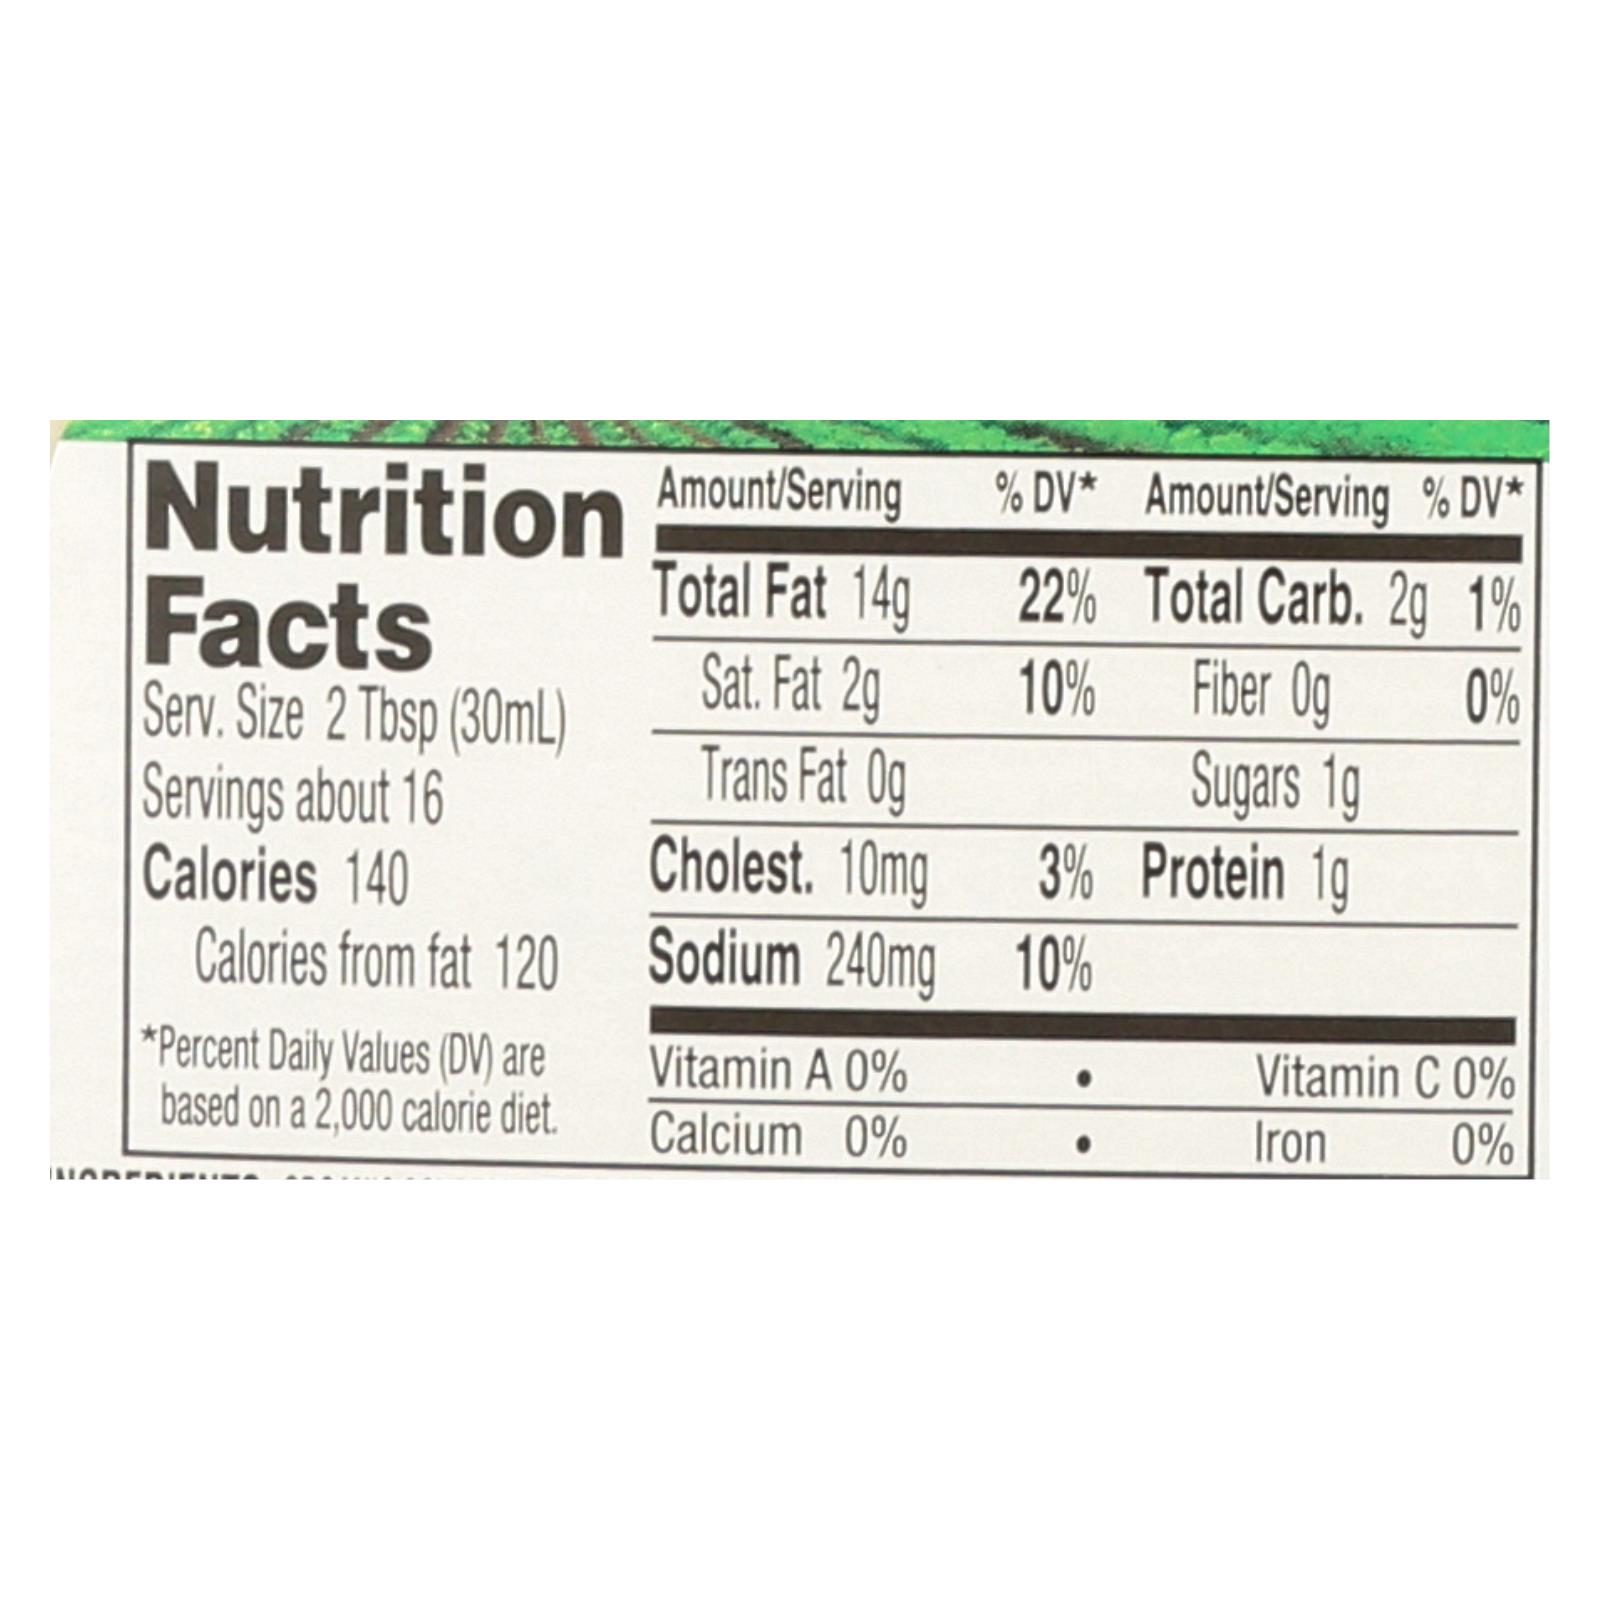 Nutrition
Facts
Serv. Size 2 Tbsp (30mL)
Servings about 16
Calories 140
Calories from fat 120
*Percent Daily Values (DV) are
based on a 2,000 calorie diet.
Amount/Serving % DV* Amount/Serving % DV*
Total Fat 14g 22% Total Carb. 2g 1%
Sat. Fat 2g 10% Fiber 0g 0%
Trans Fat 0g Sugars 1g
Cholest. 10mg 3% Protein 1g
Sodium 240mg 10%
Vitamin A 0% • Vitamin C 0%
Calcium 0% • Iron 0%
INGREDIENTS